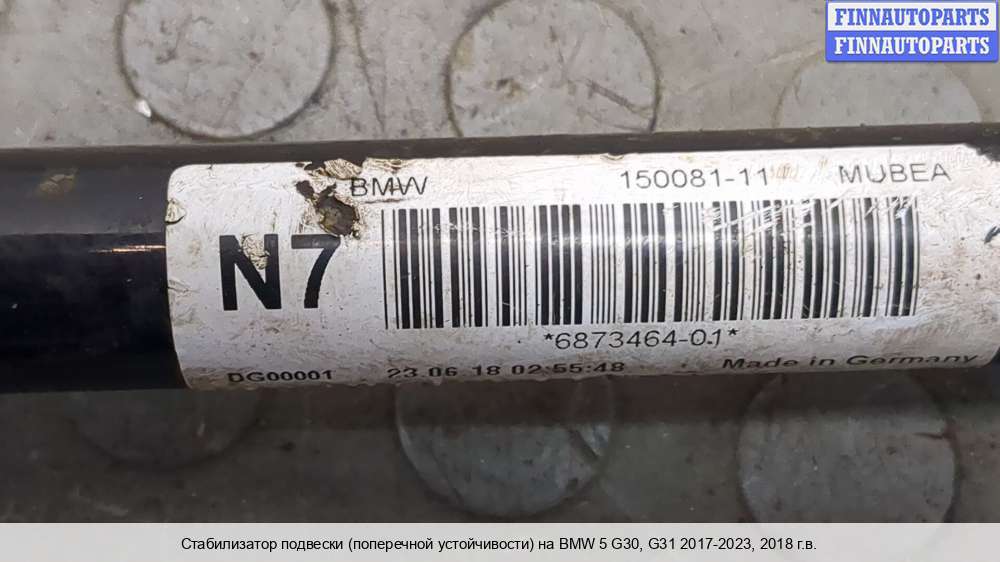 FINNAUTOPARTS
FINNAUTOPARTS
BMW 150081-11 MUBEA
N7
*6873464-01*
DG00001 23.06.18 02:55:48 Made in Germany
Стабилизатор подвески (поперечной устойчивости) на BMW 5 G30, G31 2017-2023, 2018 г.в.